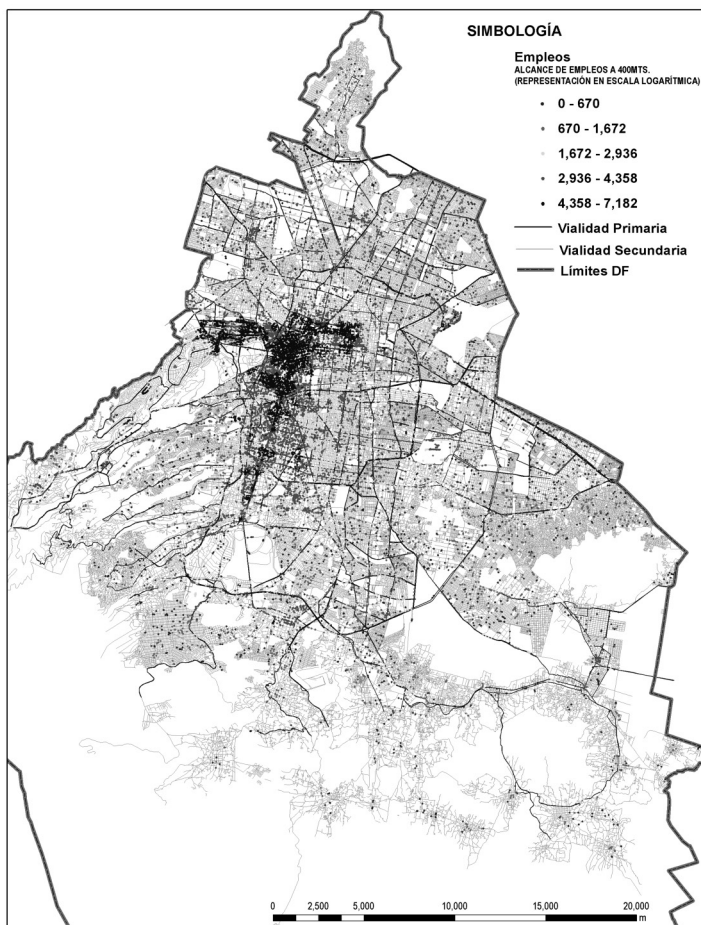 SIMBOLOGÍA
Empleos
ALCANCE DE EMPLEOS A 400MTS.
(REPRESENTACIÓN EN ESCALA LOGARÍTMICA)
0 - 670
670 - 1,672
1,672 - 2,936
2,936 - 4,358
4,358 - 7,182
Vialidad Primaria
Vialidad Secundaria
Límites DF
0 2,500 5,000 10,000 15,000 20,000
m